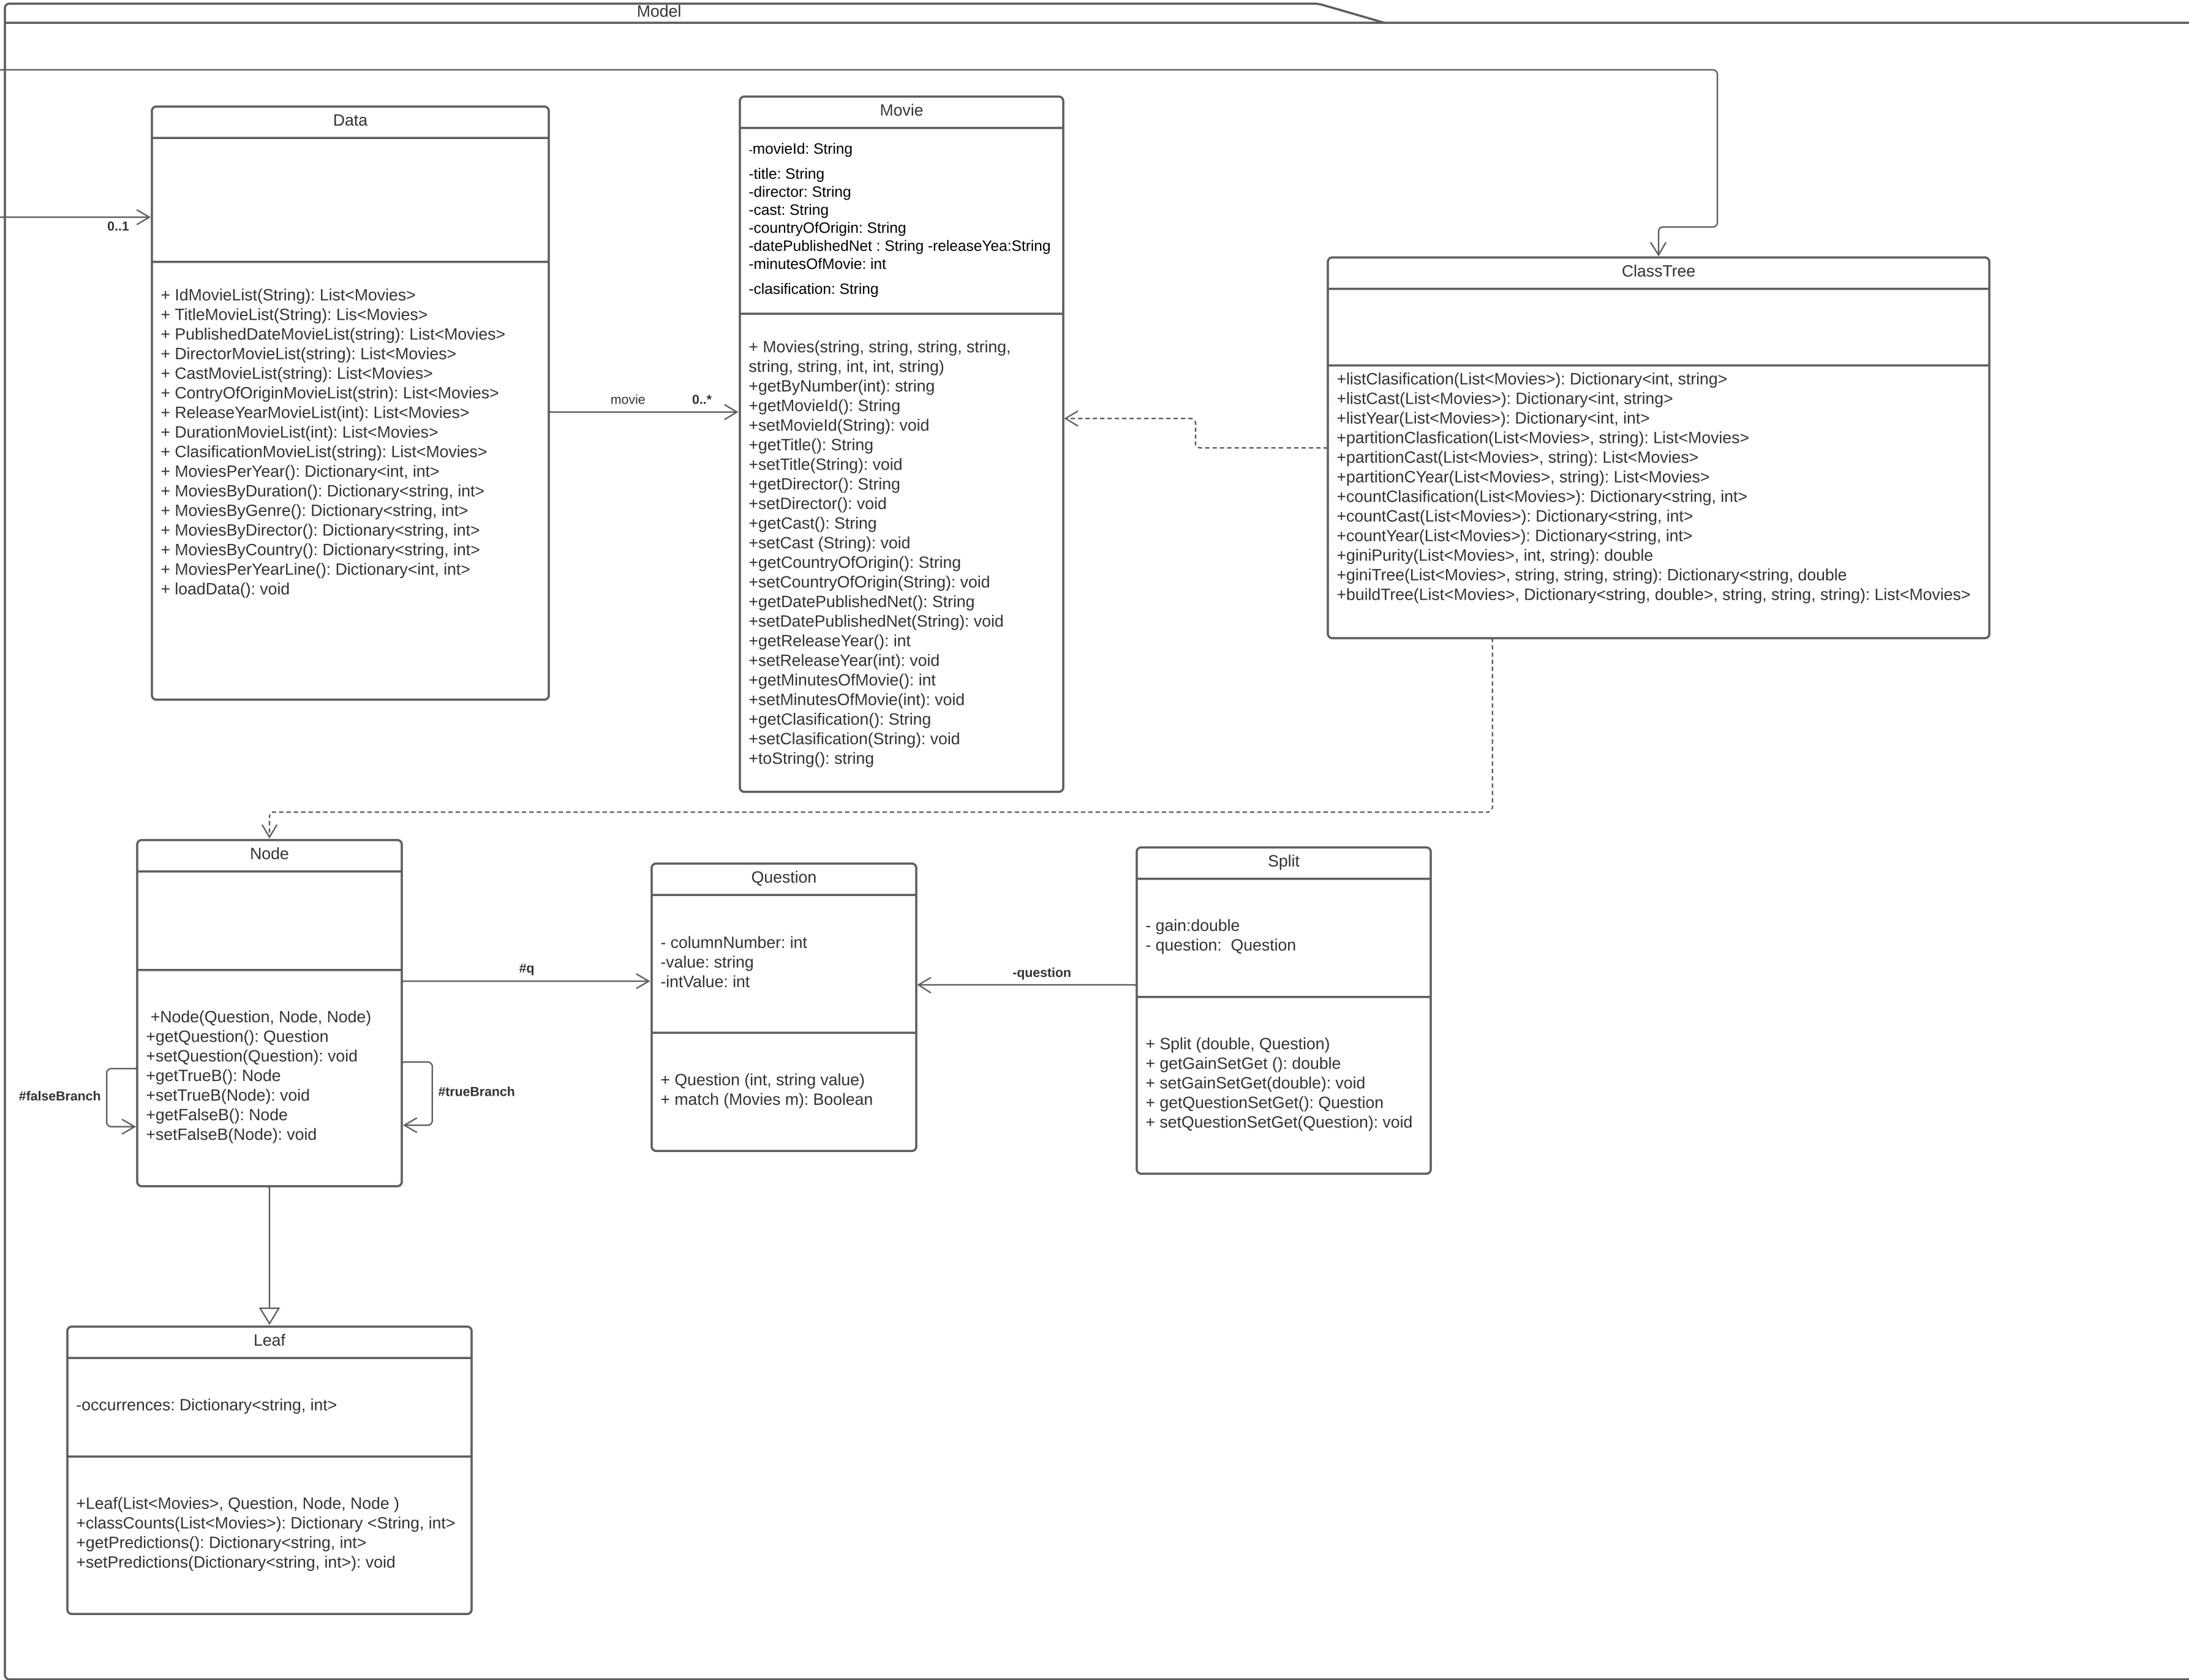 Model
Data
0..1
+ IdMovieList(String): List<Movies>
+ TitleMovieList(String): Lis<Movies>
+ PublishedDateMovieList(string): List<Movies>
+ DirectorMovieList(string): List<Movies>
+ CastMovieList(string): List<Movies>
+ ContryOfOriginMovieList(strin): List<Movies>
+ ReleaseYearMovieList(int): List<Movies>
+ DurationMovieList(int): List<Movies>
+ ClasificationMovieList(string): List<Movies>
+ MoviesPerYear(): Dictionary<int, int>
+ MoviesByDuration(): Dictionary<string, int>
+ MoviesByGenre(): Dictionary<string, int>
+ MoviesByDirector(): Dictionary<string, int>
+ MoviesByCountry(): Dictionary<string, int>
+ MoviesPerYearLine(): Dictionary<int, int>
+ loadData(): void
movie
0..*
Movie
-movieId: String
-title: String
-director: String
-cast: String
-countryOfOrigin: String
-datePublishedNet : String -releaseYea:String
-minutesOfMovie: int
-clasification: String
+ Movies(string, string, string, string,
string, string, int, int, string)
+getByNumber(int): string
+getMovieId(): String
+setMovieId(String): void
+getTitle(): String
+setTitle(String): void
+getDirector(): String
+setDirector(): void
+getCast(): String
+setCast (String): void
+getCountryOfOrigin(): String
+setCountryOfOrigin(String): void
+getDatePublishedNet(): String
+setDatePublishedNet(String): void
+getReleaseYear(): int
+setReleaseYear(int): void
+getMinutesOfMovie(): int
+setMinutesOfMovie(int): void
+getClasification(): String
+setClasification(String): void
+toString(): string
ClassTree
+listClasification(List<Movies>): Dictionary<int, string>
+listCast(List<Movies>): Dictionary<int, string>
+listYear(List<Movies>): Dictionary<int, int>
+partitionClasfication(List<Movies>, string): List<Movies>
+partitionCast(List<Movies>, string): List<Movies>
+partitionCYear(List<Movies>, string): List<Movies>
+countClasification(List<Movies>): Dictionary<string, int>
+countCast(List<Movies>): Dictionary<string, int>
+countYear(List<Movies>): Dictionary<string, int>
+giniPurity(List<Movies>, int, string): double
+giniTree(List<Movies>, string, string, string): Dictionary<string, double
+buildTree(List<Movies>, Dictionary<string, double>, string, string, string): List<Movies>
Node
+Node(Question, Node, Node)
+getQuestion(): Question
+setQuestion(Question): void
+getTrueB(): Node
+setTrueB(Node): void
+getFalseB(): Node
+setFalseB(Node): void
#falseBranch
#trueBranch
#q
Question
- columnNumber: int
-value: string
-intValue: int
+ Question (int, string value)
+ match (Movies m): Boolean
-question
Split
- gain:double
- question:  Question
+ Split (double, Question)
+ getGainSetGet (): double
+ setGainSetGet(double): void
+ getQuestionSetGet(): Question
+ setQuestionSetGet(Question): void
Leaf
-occurrences: Dictionary<string, int>
+Leaf(List<Movies>, Question, Node, Node )
+classCounts(List<Movies>): Dictionary <String, int>
+getPredictions(): Dictionary<string, int>
+setPredictions(Dictionary<string, int>): void